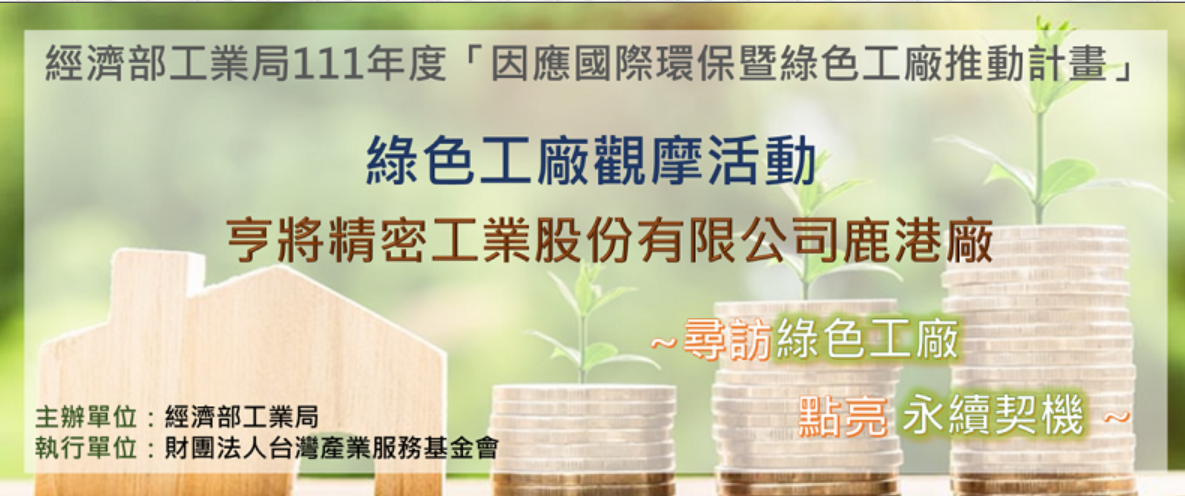 經濟部工業局111年度「因應國際環保暨綠色工廠推動計畫」
綠色工廠觀摩活動
亨將精密工業股份有限公司鹿港廠
~尋訪綠色工廠
點亮 永續契機 ~
主辦單位：經濟部工業局
執行單位：財團法人台灣產業服務基金會